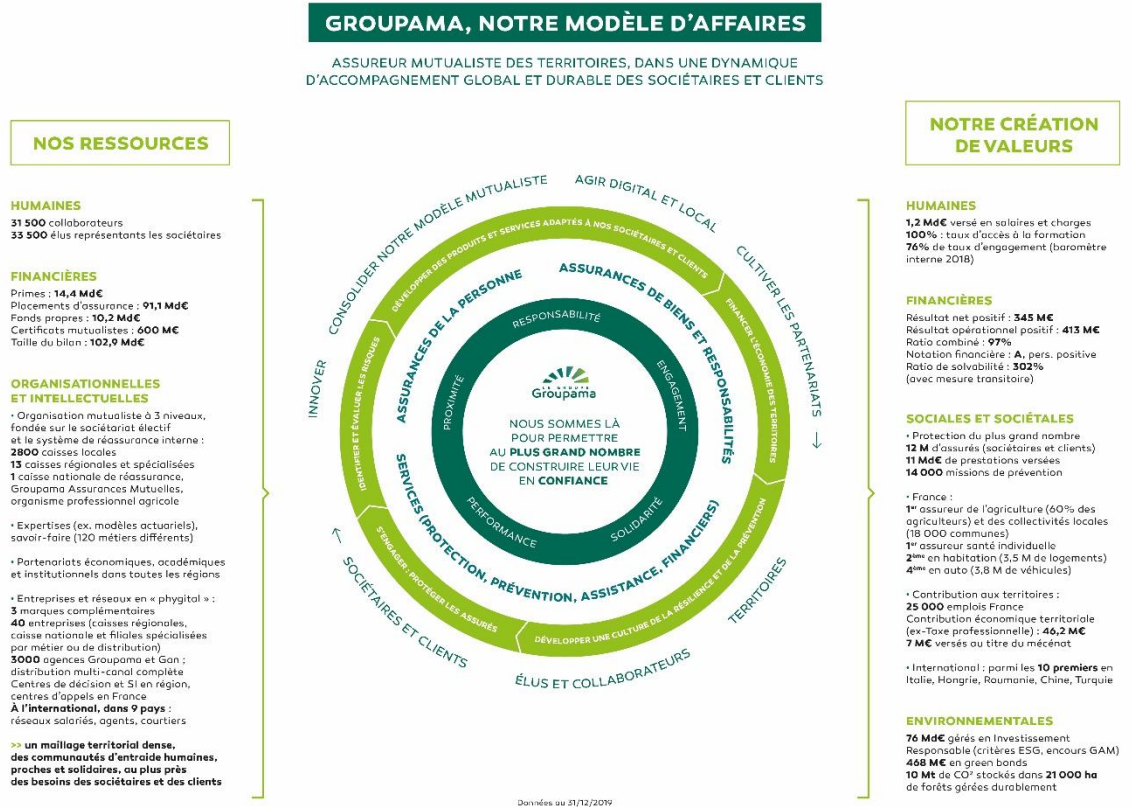 GROUPAMA, NOTRE MODÈLE D'AFFAIRES
ASSUREUR MUTUALISTE DES TERRITOIRES, DANS UNE DYNAMIQUE
D'ACCOMPAGNEMENT GLOBAL ET DURABLE DES SOCIÉTAIRES ET CLIENTS
NOS RESSOURCES
HUMAINES
31 500 collaborateurs
33 500 élus représentants les sociétaires
FINANCIÈRES
Primes : 14,4 Md€
Placements d'assurance : 91,1 Md€
Fonds propres : 10,2 Md€
Certificats mutualistes : 600 M€
Taille du bilan : 102,9 Md€
ORGANISATIONNELLES
ET INTELLECTUELLES
• Organisation mutualiste à 3 niveaux,
fondée sur le sociétariat électif
et le système de réassurance interne :
2800 caisses locales
13 caisses régionales et spécialisées
1 caisse nationale de réassurance,
Groupama Assurances Mutuelles,
organisme professionnel agricole
• Expertises (ex. modèles actuariels),
savoir-faire (120 métiers différents)
• Partenariats économiques, académiques
et institutionnels dans toutes les régions
• Entreprises et réseaux en « phygital » :
3 marques complémentaires
40 entreprises (caisses régionales,
caisse nationale et filiales spécialisées
par métier ou de distribution)
3000 agences Groupama et Gan ;
distribution multi-canal complète
Centres de décision et SI en région,
centres d'appels en France
À l'international, dans 9 pays :
réseaux salariés, agents, courtiers
>> un maillage territorial dense,
des communautés d'entraide humaines,
proches et solidaires, au plus près
des besoins des sociétaires et des clients
INNOVER
CONSOLIDER NOTRE MODÈLE MUTUALISTE
AGIR DIGITAL ET LOCAL
CULTIVER LES PARTENARIATS →
TERRITOIRES
ÉLUS ET COLLABORATEURS
SOCIÉTAIRES ET CLIENTS →
IDENTIFIER ET ÉVALUER LES RISQUES
DÉVELOPPER DES PRODUITS ET SERVICES ADAPTÉS À NOS SOCIÉTAIRES ET CLIENTS
FINANCER L'ÉCONOMIE DES TERRITOIRES
DÉVELOPPER UNE CULTURE DE LA RÉSILIENCE ET DE LA PRÉVENTION
S'ENGAGER : PROTÉGER LES ASSURÉS
ASSURANCES DE LA PERSONNE
ASSURANCES DE BIENS ET RESPONSABILITÉS
SERVICES (PROTECTION, PRÉVENTION, ASSISTANCE, FINANCIERS)
RESPONSABILITÉ
ENGAGEMENT
SOLIDARITÉ
PERFORMANCE
PROXIMITÉ
LE GROUPE
Groupama
NOUS SOMMES LÀ
POUR PERMETTRE
AU PLUS GRAND NOMBRE
DE CONSTRUIRE LEUR VIE
EN CONFIANCE
NOTRE CRÉATION
DE VALEURS
HUMAINES
1,2 Md€ versé en salaires et charges
100% : taux d'accès à la formation
76% de taux d'engagement (baromètre
interne 2018)
FINANCIÈRES
Résultat net positif : 345 M€
Résultat opérationnel positif : 413 M€
Ratio combiné : 97%
Notation financière : A, pers. positive
Ratio de solvabilité : 302%
(avec mesure transitoire)
SOCIALES ET SOCIÉTALES
• Protection du plus grand nombre
12 M d'assurés (sociétaires et clients)
11 Md€ de prestations versées
14 000 missions de prévention
• France :
1er assureur de l'agriculture (60% des
agriculteurs) et des collectivités locales
(18 000 communes)
1er assureur santé individuelle
2ème en habitation (3,5 M de logements)
4ème en auto (3,8 M de véhicules)
• Contribution aux territoires :
25 000 emplois France
Contribution économique territoriale
(ex-Taxe professionnelle) : 46,2 M€
7 M€ versés au titre du mécénat
• International : parmi les 10 premiers en
Italie, Hongrie, Roumanie, Chine, Turquie
ENVIRONNEMENTALES
76 Md€ gérés en Investissement
Responsable (critères ESG, encours GAM)
468 M€ en green bonds
10 Mt de CO² stockés dans 21 000 ha
de forêts gérées durablement
Données au 31/12/2019